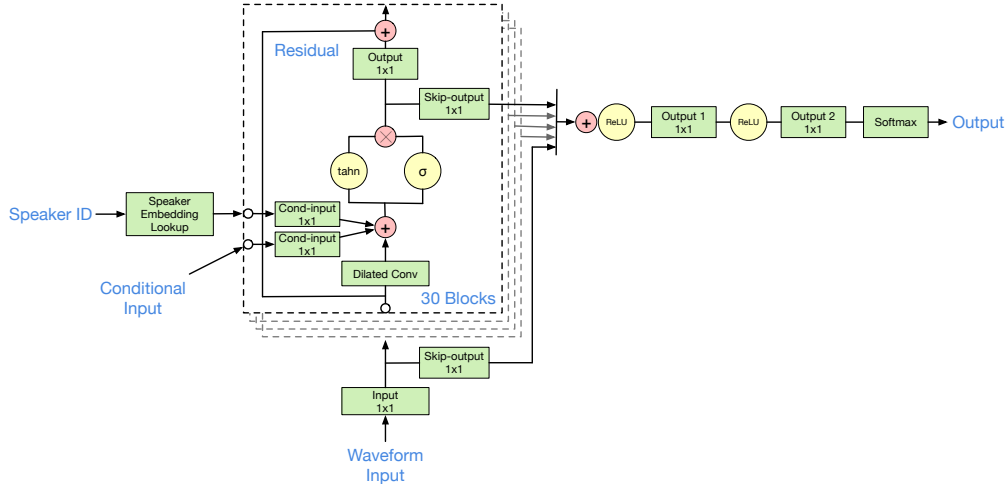 Residual
+
Output
1x1
Skip-output
1x1
tahn
σ
+
ReLU
Output 1
1x1
ReLU
Output 2
1x1
Softmax
Output
Speaker ID
Speaker
Embedding
Lookup
Cond-input
1x1
Cond-input
1x1
+
Dilated Conv
Conditional
Input
30 Blocks
Skip-output
1x1
Input
1x1
Waveform
Input